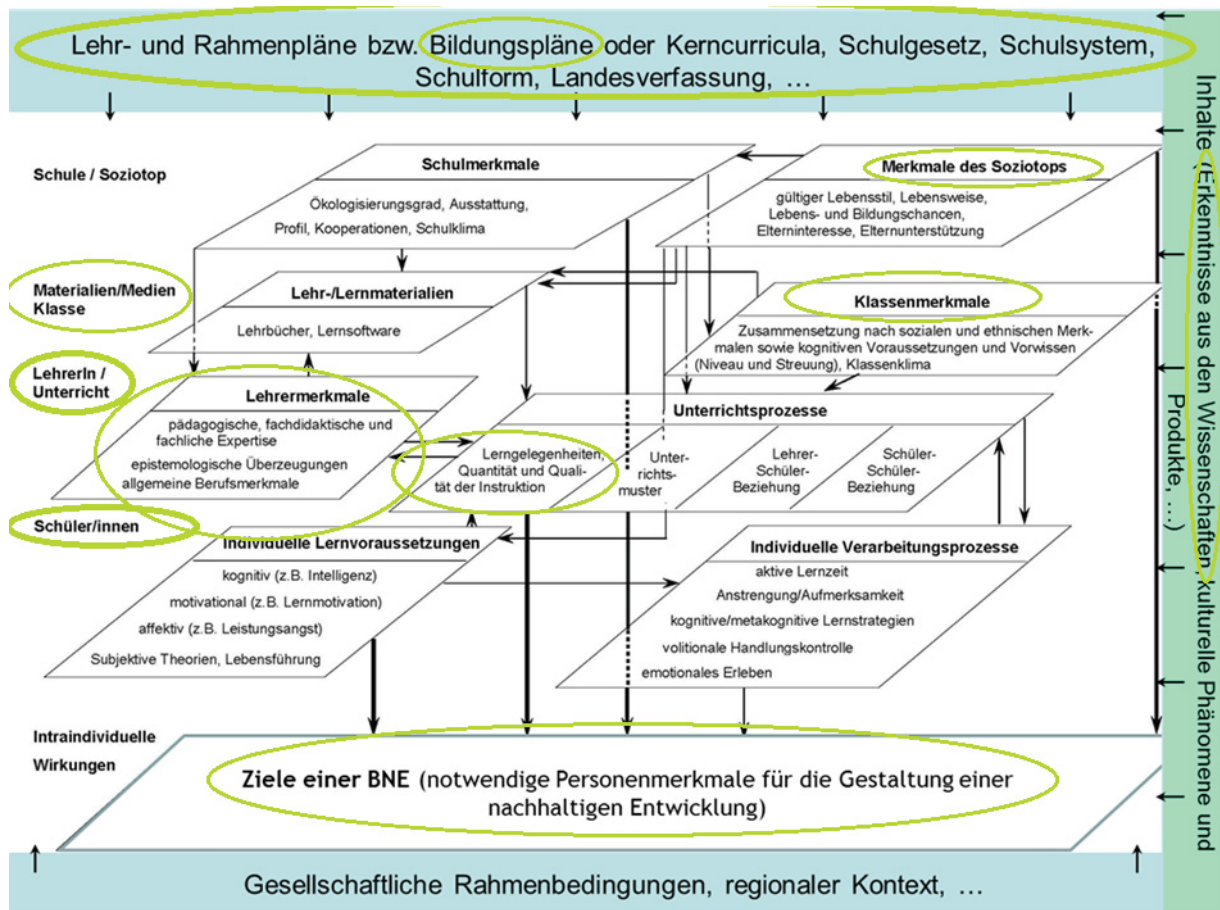 Lehr- und Rahmenpläne bzw. Bildungspläne oder Kerncurricula, Schulgesetz, Schulsystem,
Schulform, Landesverfassung, …
Inhalte (Erkenntnisse aus den Wissenschaften, kulturelle Phänomene und
Produkte, …)
Schule / Soziotop
Schulmerkmale
Ökologisierungsgrad, Ausstattung,
Profil, Kooperationen, Schulklima
Merkmale des Soziotops
gültiger Lebensstil, Lebensweise,
Lebens- und Bildungschancen,
Elterninteresse, Elternunterstützung
Materialien/Medien
Klasse
Lehr-/Lernmaterialien
Lehrbücher, Lernsoftware
Klassenmerkmale
Zusammensetzung nach sozialen und ethnischen Merk-
malen sowie kognitiven Voraussetzungen und Vorwissen
(Niveau und Streuung), Klassenklima
LehrerIn /
Unterricht
Lehrermerkmale
pädagogische, fachdidaktische und
fachliche Expertise
epistemologische Überzeugungen
allgemeine Berufsmerkmale
Unterrichtsprozesse
Lerngelegenheiten,
Quantität und Quali-
tät der Instruktion
Unter-
richts-
muster
Lehrer-
Schüler-
Beziehung
Schüler-
Schüler-
Beziehung
Schüler/innen
Individuelle Lernvoraussetzungen
kognitiv (z.B. Intelligenz)
motivational (z.B. Lernmotivation)
affektiv (z.B. Leistungsangst)
Subjektive Theorien, Lebensführung
Individuelle Verarbeitungsprozesse
aktive Lernzeit
Anstrengung/Aufmerksamkeit
kognitive/metakognitive Lernstrategien
volitionale Handlungskontrolle
emotionales Erleben
Intraindividuelle
Wirkungen
Ziele einer BNE (notwendige Personenmerkmale für die Gestaltung einer
nachhaltigen Entwicklung)
Gesellschaftliche Rahmenbedingungen, regionaler Kontext, …